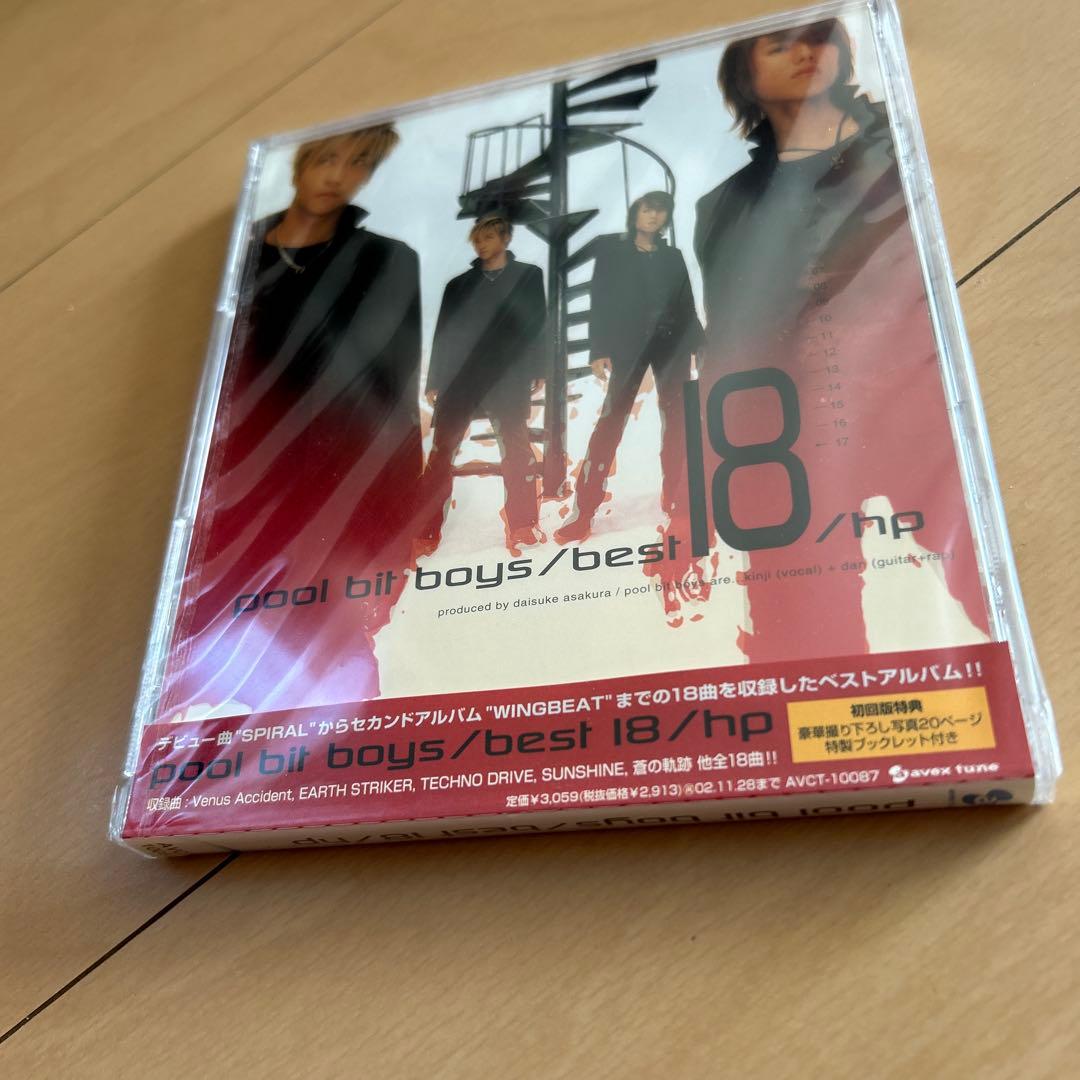 07
08
09
10
11
12
13
14
15
16
← 17
pool bit boys/best 18/hp
produced by daisuke asakura / pool bit boys are...kinji (vocal) + dan (guitar+rap)
デビュー曲"SPIRAL"からセカンドアルバム"WINGBEAT"までの18曲を収録したベストアルバム!!
pool bit boys/best 18/hp
初回版特典
豪華撮り下ろし写真20ページ
特製ブックレット付き
収録曲 : Venus Accident, EARTH STRIKER, TECHNO DRIVE, SUNSHINE, 蒼の軌跡 他全18曲!!
定価¥3,059(税抜価格¥2,913)Ⓗ02.11.28まで AVCT-10087
avex tune
pool bit boys/best 18/hp